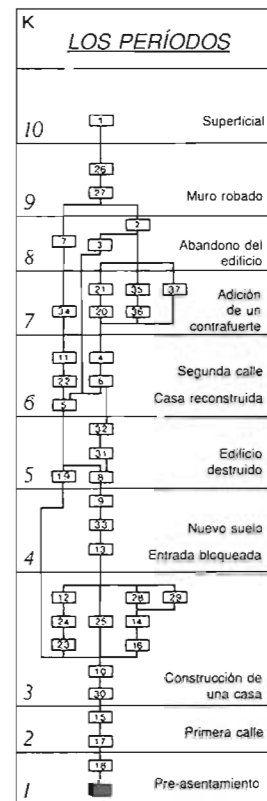 K
LOS PERÍODOS
1
10
Superficial
26
27
9
Muro robado
7
2
3
8
Abandono del
edificio
21
35
37
34
20
36
7
Adición
de un
contrafuerte
11
4
22
6
5
6
Segunda calle
Casa reconstruida
32
31
19
8
5
Edificio
destruido
9
33
13
4
Nuevo suelo
Entrada bloqueada
12
28
29
24
25
14
23
16
10
30
3
Construcción de
una casa
15
17
2
Primera calle
18
1
Pre-asentamiento